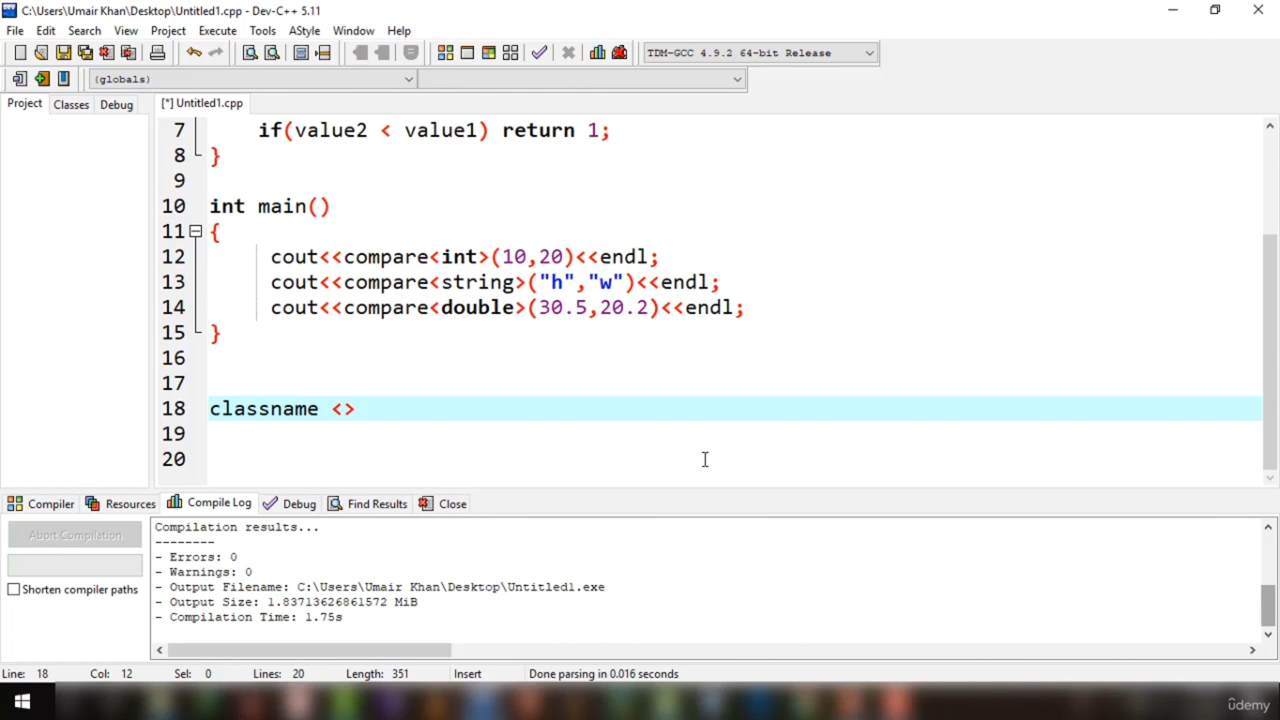 C:\Users\Umair Khan\Desktop\Untitled1.cpp - Dev-C++ 5.11
File Edit Search View Project Execute Tools AStyle Window Help
TDM-GCC 4.9.2 64-bit Release
(globals)
Project Classes Debug [*] Untitled1.cpp
7 if(value2 < value1) return 1;
8 }
9
10 int main()
11 {
12 cout<<compare<int>(10,20)<<endl;
13 cout<<compare<string>("h","w")<<endl;
14 cout<<compare<double>(30.5,20.2)<<endl;
15 }
16
17
18 classname <>
19
20
Compiler Resources Compile Log Debug Find Results Close
Abort Compilation
Shorten compiler paths
Compilation results...
--------
- Errors: 0
- Warnings: 0
- Output Filename: C:\Users\Umair Khan\Desktop\Untitled1.exe
- Output Size: 1.83713626861572 MiB
- Compilation Time: 1.75s
Line: 18 Col: 12 Sel: 0 Lines: 20 Length: 351 Insert Done parsing in 0.016 seconds
ûdemy